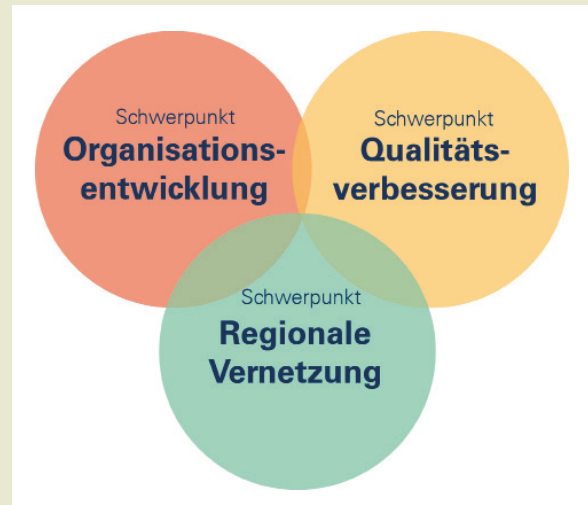 Schwerpunkt
Organisations-
entwicklung
Schwerpunkt
Qualitäts-
verbesserung
Schwerpunkt
Regionale
Vernetzung